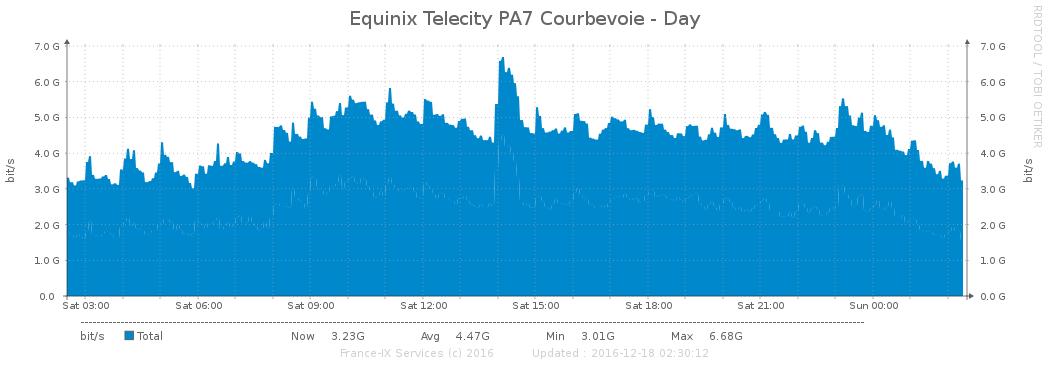 Equinix Telecity PA7 Courbevoie - Day
RRDTOOL / TOBI OETIKER
bit/s
bit/s
7.0 G 7.0 G
6.0 G 6.0 G
5.0 G 5.0 G
4.0 G 4.0 G
3.0 G 3.0 G
2.0 G 2.0 G
1.0 G 1.0 G
0.0 0.0 G
Sat 03:00 Sat 06:00 Sat 09:00 Sat 12:00 Sat 15:00 Sat 18:00 Sat 21:00 Sun 00:00
bit/s Total Now 3.23G Avg 4.47G Min 3.01G Max 6.68G
France-IX Services (c) 2016 Updated : 2016-12-18 02:30:12